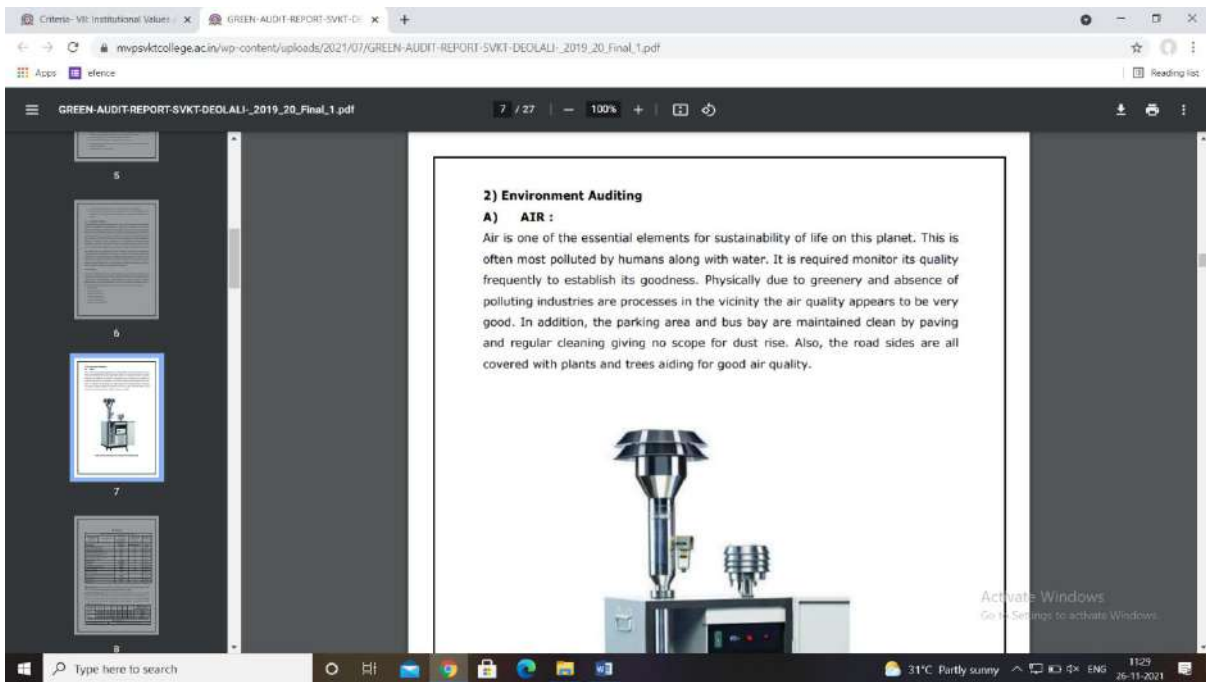 Criteria- VII: Institutional Values
GREEN-AUDIT-REPORT-SVKT-DE
mvpsvktcollege.ac.in/wp-content/uploads/2021/07/GREEN-AUDIT-REPORT-SVKT-DEOLALI-_2019_20_Final_1.pdf
Apps
efence
Reading list
GREEN-AUDIT-REPORT-SVKT-DEOLALI-_2019_20_Final_1.pdf
7 / 27
100%
5
6
7
8
2) Environment Auditing
A) AIR :
Air is one of the essential elements for sustainability of life on this planet. This is
often most polluted by humans along with water. It is required monitor its quality
frequently to establish its goodness. Physically due to greenery and absence of
polluting industries are processes in the vicinity the air quality appears to be very
good. In addition, the parking area and bus bay are maintained clean by paving
and regular cleaning giving no scope for dust rise. Also, the road sides are all
covered with plants and trees aiding for good air quality.
Activate Windows
Go to Settings to activate Windows.
Type here to search
31°C Partly sunny
ENG
11:29
26-11-2021